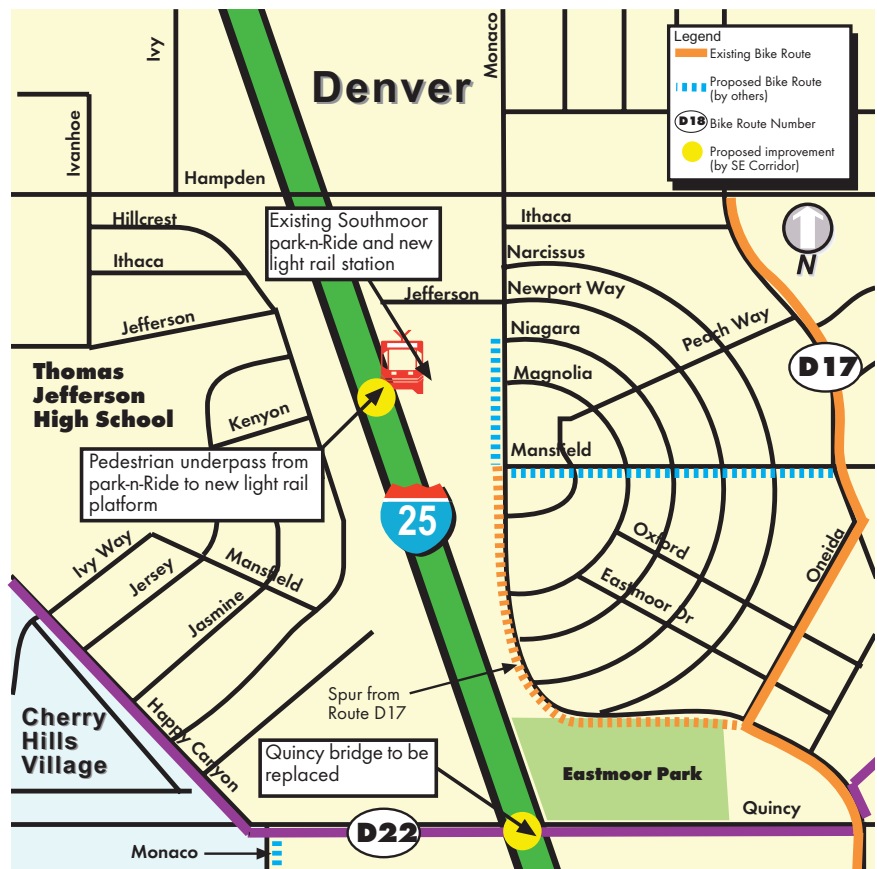 Ivy
Monaco
Denver
Legend
Existing Bike Route
Proposed Bike Route
(by others)
D18 Bike Route Number
Proposed improvement
(by SE Corridor)
Ivanhoe
Hampden
Hillcrest
Ithaca
Jefferson
Existing Southmoor
park-n-Ride and new
light rail station
Jefferson
Ithaca
Narcissus
Newport Way
Niagara
Magnolia
Peach Way
N
D17
Thomas
Jefferson
High School
Kenyon
Mansfield
Pedestrian underpass from
park-n-Ride to new light rail
platform
25
Ivy Way
Jersey
Mansfield
Jasmine
Oxford
Eastmoor Dr
Oneida
Spur from
Route D17
Cherry
Hills
Village
Happy Canyon
Quincy bridge to be
replaced
Eastmoor Park
Quincy
D22
Monaco